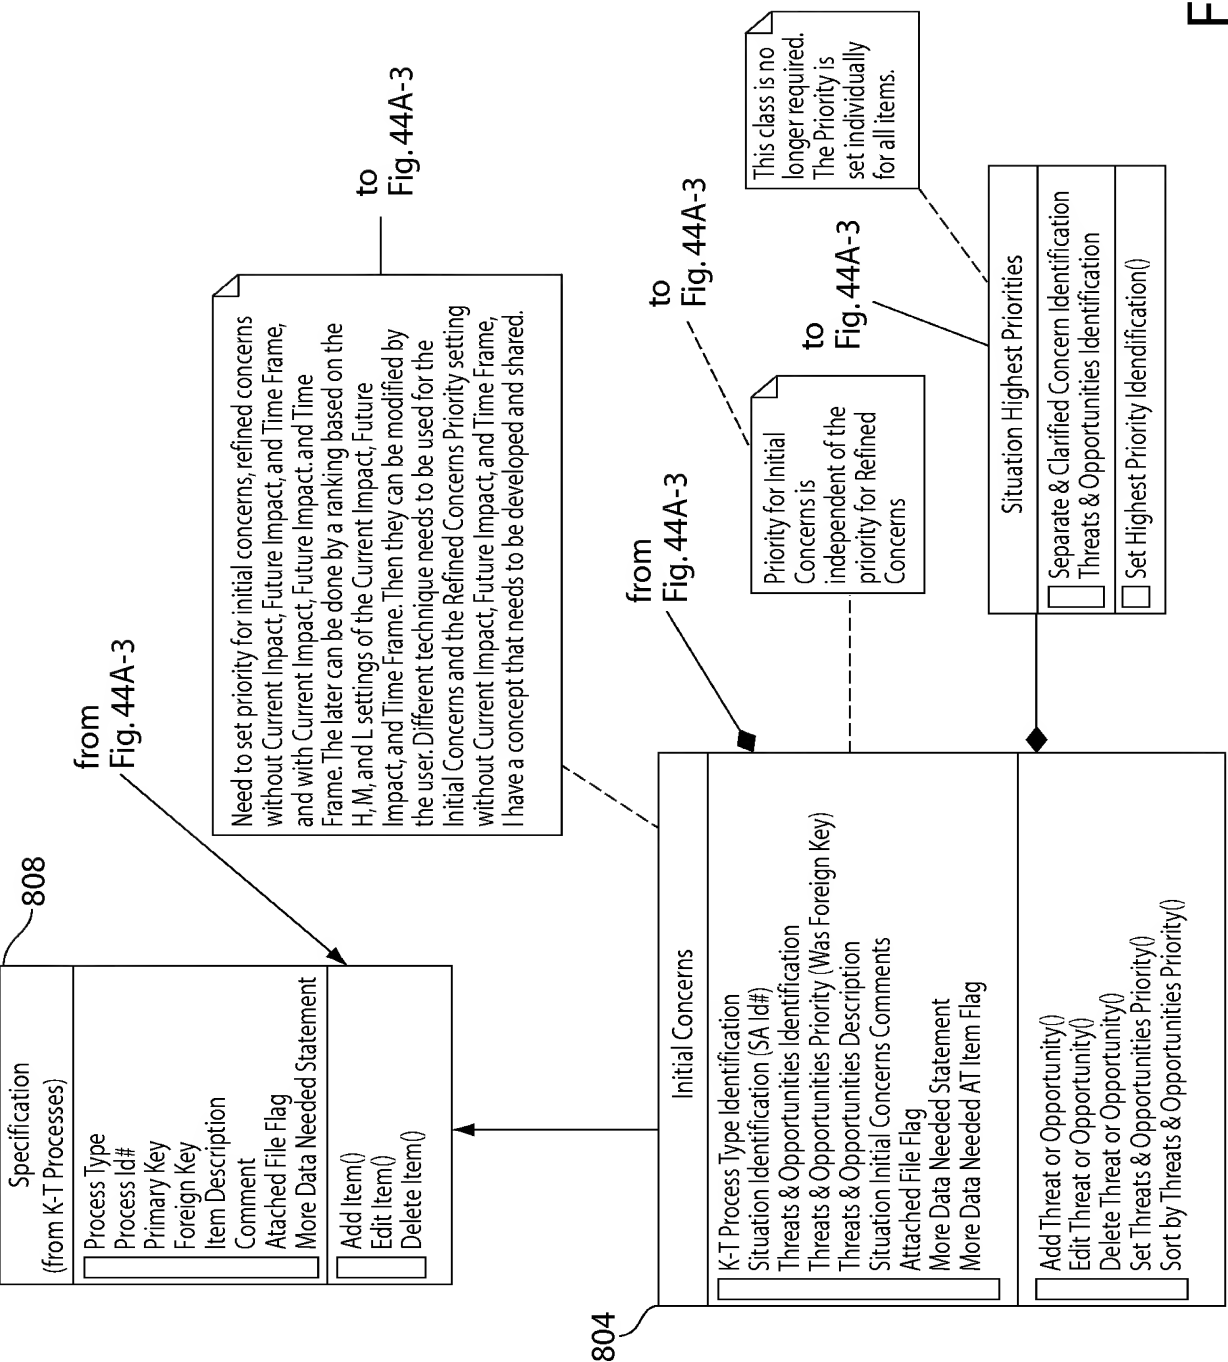 808
Specification
(from K-T Processes)
Process Type
Process Id#
Primary Key
Foreign Key
Item Description
Comment
Atached File Flag
More Data Needed Statement
Add Item()
Edit Item()
Delete Item()
from
Fig. 44A-3
Need to set priority for initial concerns, refined concerns
without Current Inpact, Future Impact, and Time Frame,
and with Current Impact, Future Impact and Time
Frame. The later can be done by a ranking based on the
H, M, and L settings of the Current Impact, Future
Impact, and Time Frame. Then they can be modified by
the user. Different technique needs to be used for the
Initial Concerns and the Refined Concerns Priority setting
without Current Impact, Future Impact, and Time Frame,
I have a concept that needs to be developed and shared.
to
Fig. 44A-3
804
Initial Concerns
K-T Process Type Identification
Situation Identification (SA Id#)
Threats & Opportunities Identification
Threats & Opportunities Priority (Was Foreign Key)
Threats & Opportunities Description
Situation Initial Concerns Comments
Attached File Flag
More Data Needed Statement
More Data Needed AT Item Flag
Add Threat or Opportunity()
Edit Threat or Opportunity()
Delete Threat or Opportunity()
Set Threats & Opportunities Priority()
Sort by Threats & Opportunities Priority()
from
Fig. 44A-3
Priority for Initial
Concerns is
independent of the
priority for Refined
Concerns
to
Fig. 44A-3
to
Fig. 44A-3
Situation Highest Priorities
Separate & Clarified Concern Identification
Threats & Opportunities Identification
Set Highest Priority Idendification()
This class is no
longer required.
The Priority is
set individually
for all items.
F